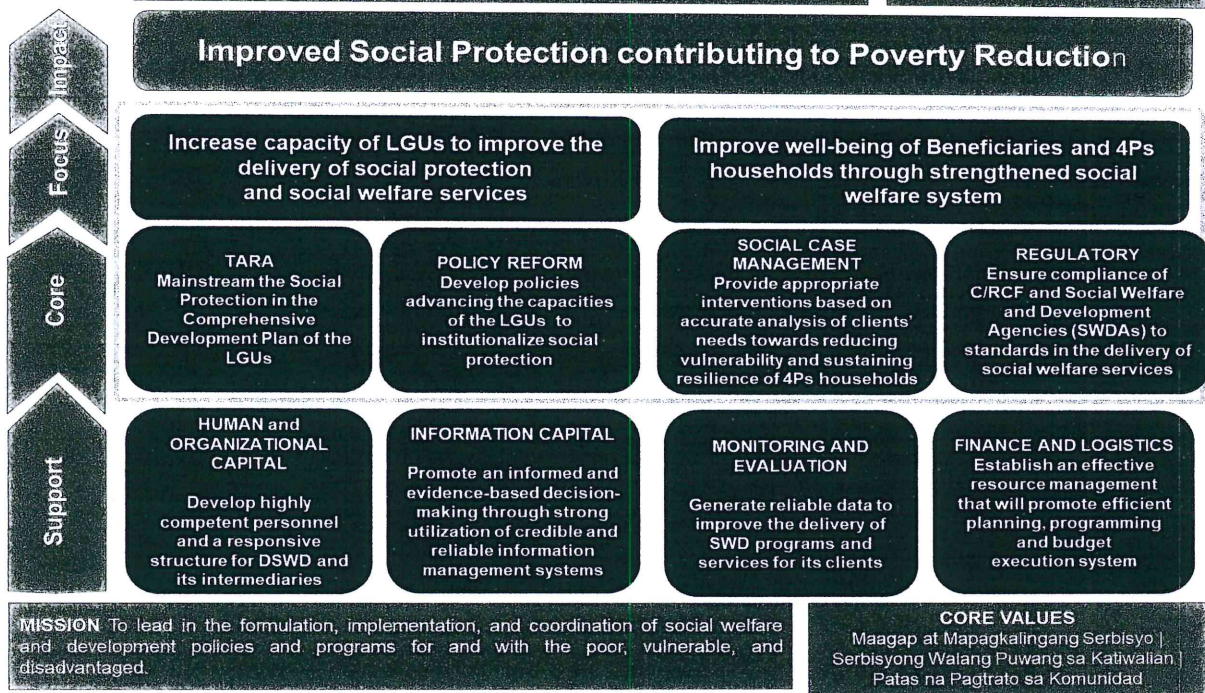 Impact
Improved Social Protection contributing to Poverty Reduction
Focus
Increase capacity of LGUs to improve the
delivery of social protection
and social welfare services
Improve well-being of Beneficiaries and 4Ps
households through strengthened social
welfare system
Core
TARA
Mainstream the Social
Protection in the
Comprehensive
Development Plan of the
LGUs
POLICY REFORM
Develop policies
advancing the capacities
of the LGUs to
institutionalize social
protection
SOCIAL CASE
MANAGEMENT
Provide appropriate
interventions based on
accurate analysis of clients'
needs towards reducing
vulnerability and sustaining
resilience of 4Ps households
REGULATORY
Ensure compliance of
C/RCF and Social Welfare
and Development
Agencies (SWDAs) to
standards in the delivery of
social welfare services
Support
HUMAN and
ORGANIZATIONAL
CAPITAL
Develop highly
competent personnel
and a responsive
structure for DSWD and
its intermediaries
INFORMATION CAPITAL
Promote an informed and
evidence-based decision-
making through strong
utilization of credible and
reliable information
management systems
MONITORING AND
EVALUATION
Generate reliable data to
improve the delivery of
SWD programs and
services for its clients
FINANCE AND LOGISTICS
Establish an effective
resource management
that will promote efficient
planning, programming
and budget
execution system
MISSION To lead in the formulation, implementation, and coordination of social welfare
and development policies and programs for and with the poor, vulnerable, and
disadvantaged.
CORE VALUES
Maagap at Mapagkalingang Serbisyo |
Serbisyong Walang Puwang sa Katiwalian |
Patas na Pagtrato sa Komunidad